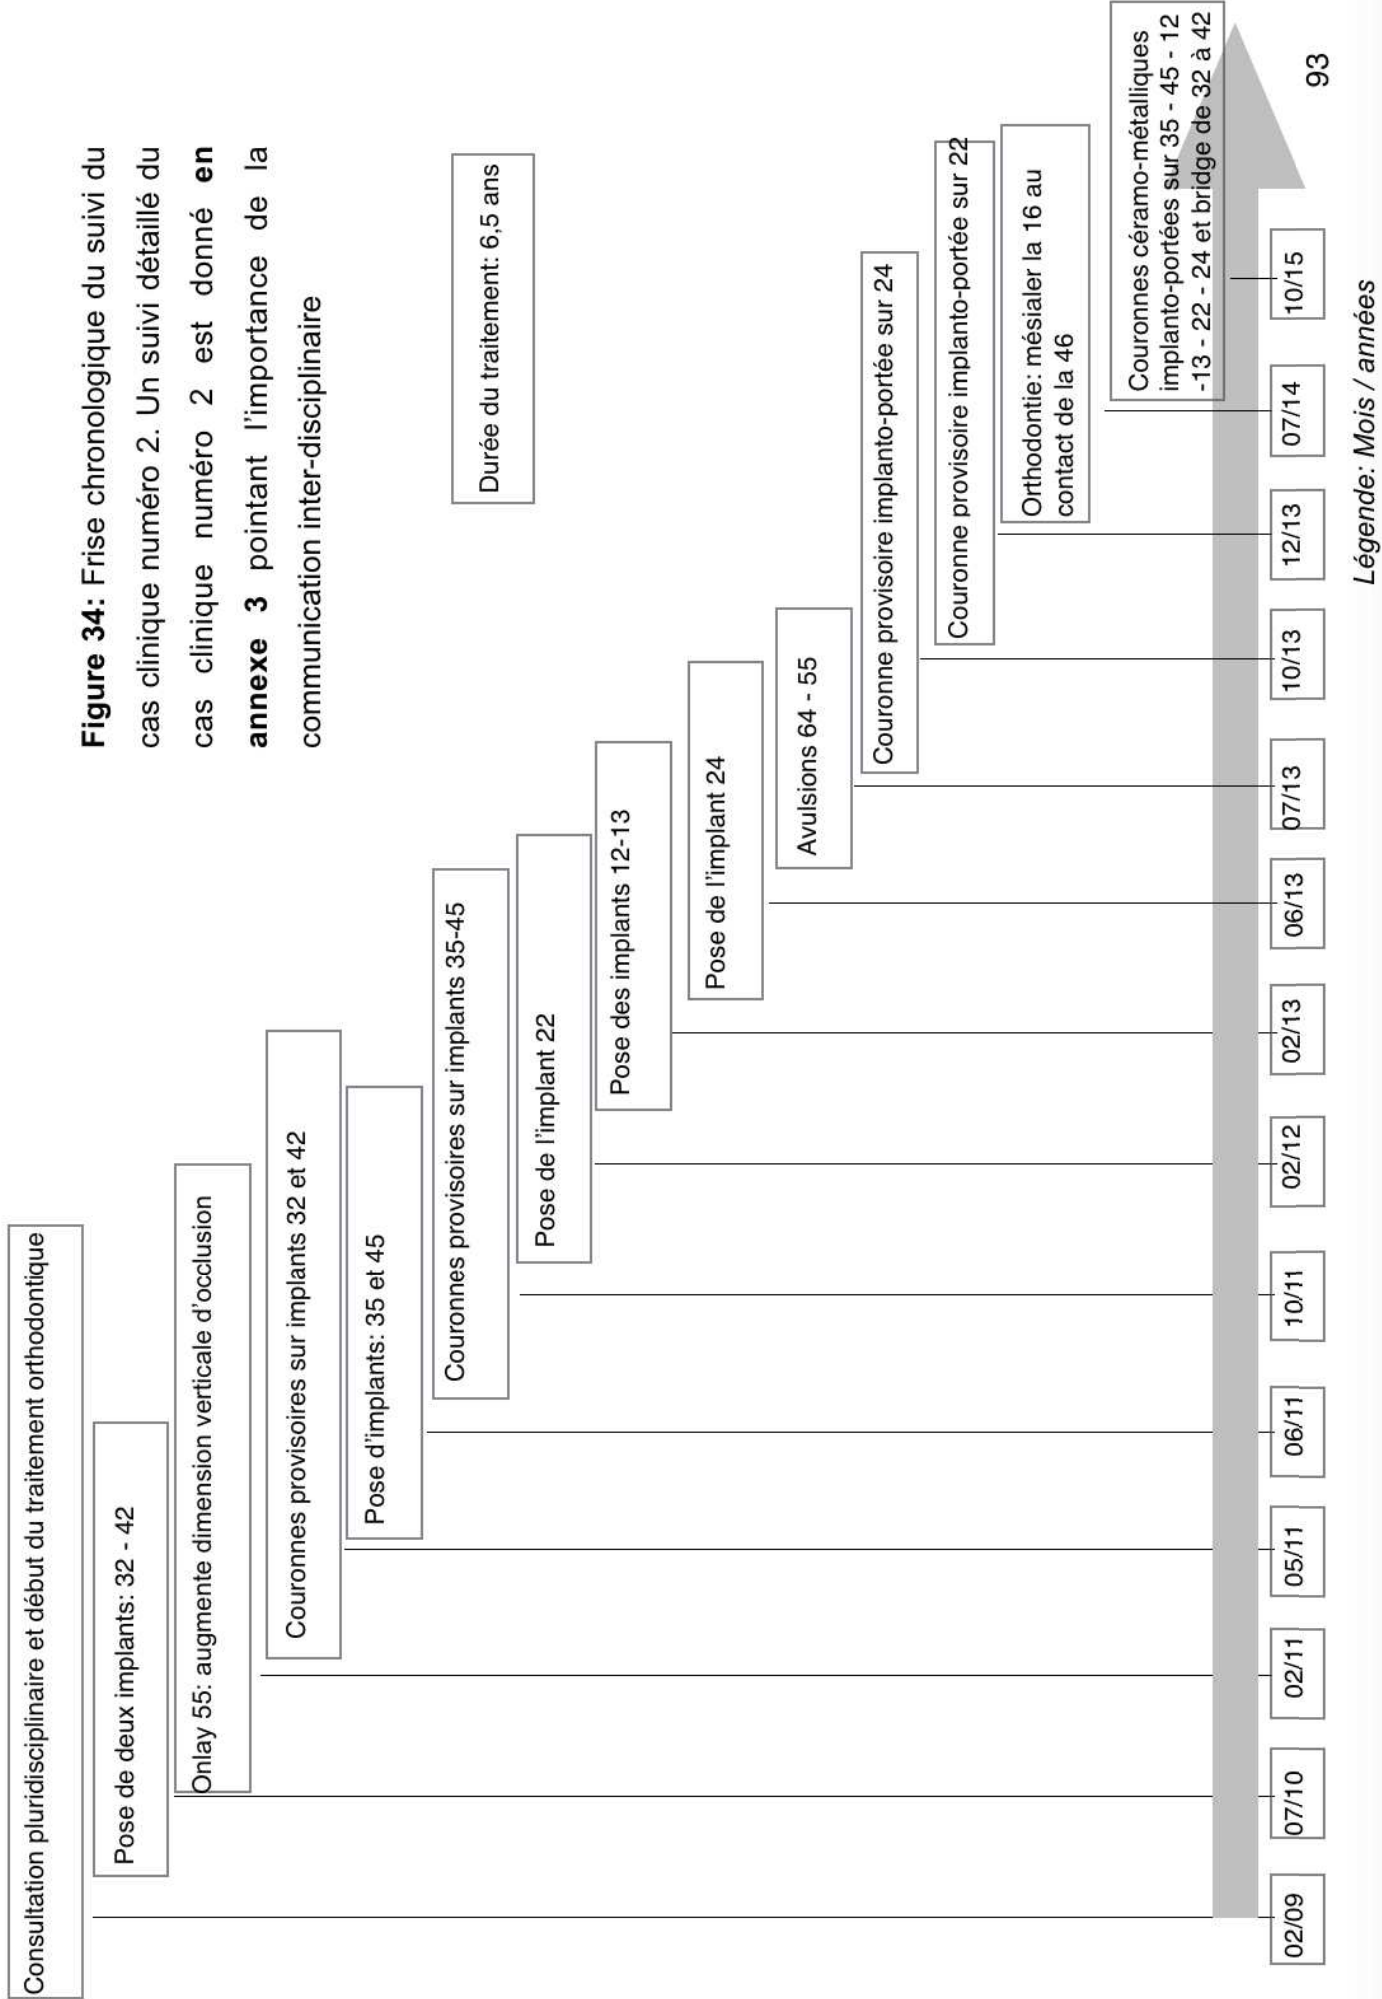 Figure 34: Frise chronologique du suivi du
cas clinique numéro 2. Un suivi détaillé du
cas clinique numéro 2 est donné en
annexe 3 pointant l'importance de la
communication inter-disciplinaire
Durée du traitement: 6,5 ans
Consultation pluridisciplinaire et début du traitement orthodontique
Pose de deux implants: 32 - 42
Onlay 55: augmente dimension verticale d'occlusion
Couronnes provisoires sur implants 32 et 42
Pose d'implants: 35 et 45
Couronnes provisoires sur implants 35-45
Pose de l'implant 22
Pose des implants 12-13
Pose de l'implant 24
Avulsions 64 - 55
Couronne provisoire implanto-portée sur 24
Couronne provisoire implanto-portée sur 22
Orthodontie: mésialer la 16 au
contact de la 46
Couronnes céramo-métalliques
implanto-portées sur 35 - 45 - 12
-13 - 22 - 24 et bridge de 32 à 42
02/09
07/10
02/11
05/11
06/11
10/11
02/12
02/13
06/13
07/13
10/13
12/13
07/14
10/15
Légende: Mois / années
93